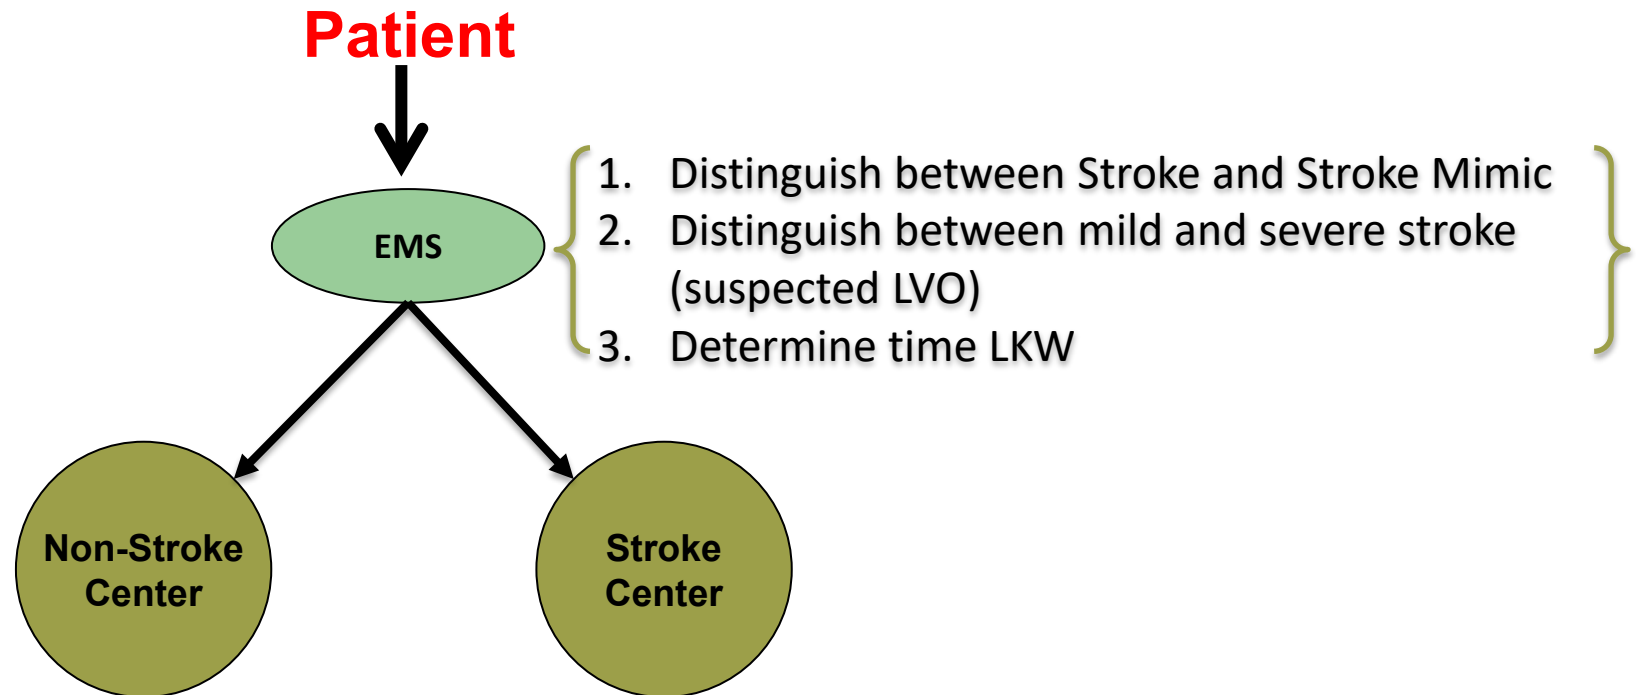 Patient
EMS
1. Distinguish between Stroke and Stroke Mimic
2. Distinguish between mild and severe stroke
(suspected LVO)
3. Determine time LKW
Non-Stroke
Center
Stroke
Center